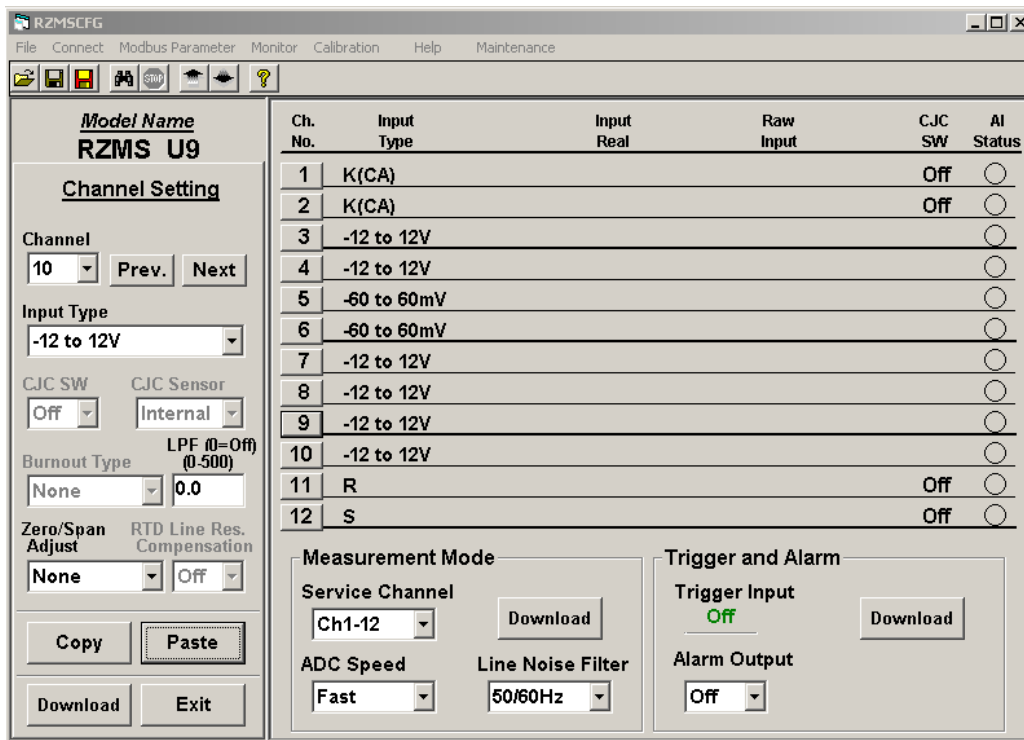 RZMSCFG
File Connect Modbus Parameter Monitor Calibration Help Maintenance
STOP
?
Model Name
RZMS U9
Channel Setting
Channel
10 Prev. Next
Input Type
-12 to 12V
CJC SW CJC Sensor
Off Internal
Burnout Type LPF (0=Off) (0-500)
None 0.0
Zero/Span Adjust RTD Line Res. Compensation
None Off
Copy Paste
Download Exit
Ch. No. Input Type Input Real Raw Input CJC SW AI Status
1 K(CA) Off
2 K(CA) Off
3 -12 to 12V
4 -12 to 12V
5 -60 to 60mV
6 -60 to 60mV
7 -12 to 12V
8 -12 to 12V
9 -12 to 12V
10 -12 to 12V
11 R Off
12 S Off
Measurement Mode
Service Channel
Ch1-12 Download
ADC Speed Line Noise Filter
Fast 50/60Hz
Trigger and Alarm
Trigger Input
Off Download
Alarm Output
Off